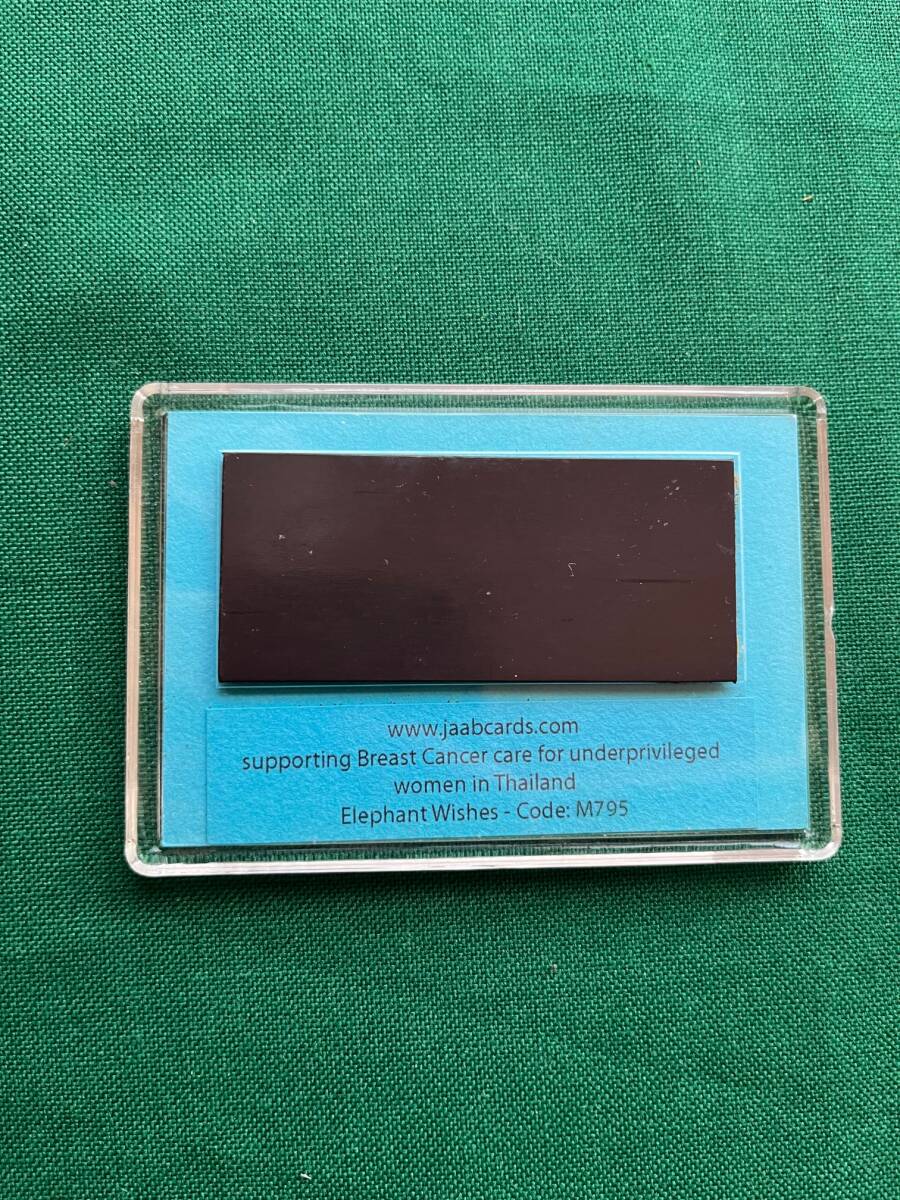 www.jaabcards.com
supporting Breast Cancer care for underprivileged
women in Thailand
Elephant Wishes - Code: M795